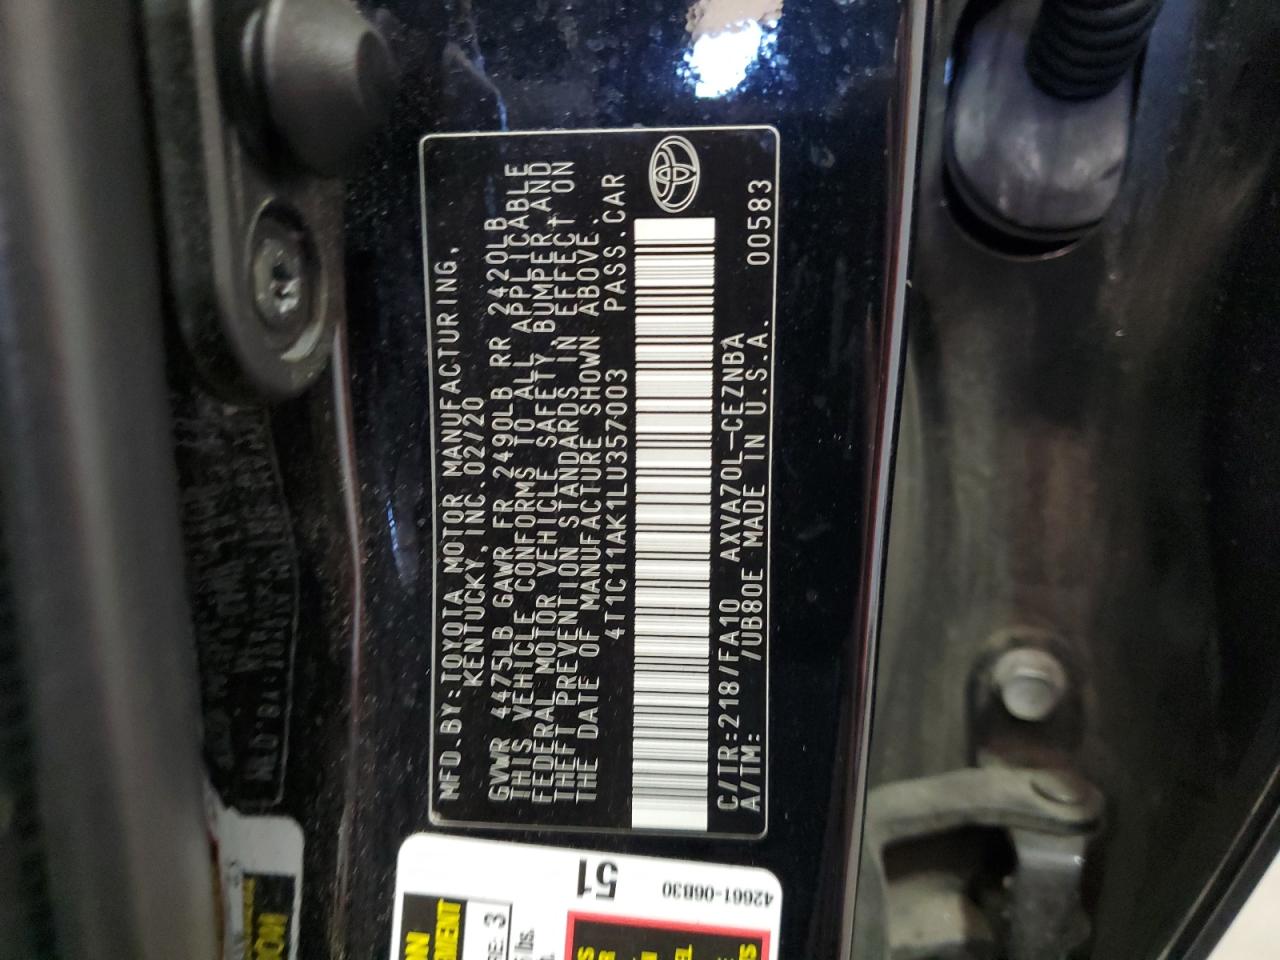 MFD.BY:TOYOTA MOTOR MANUFACTURING,
KENTUCKY, INC. 02/20
GVWR 4475LB GAWR FR 2490LB RR 2420LB
THIS VEHICLE CONFORMS TO ALL APPLICABLE
FEDERAL MOTOR VEHICLE SAFETY, BUMPER, AND
THEFT PREVENTION STANDARDS IN EFFECT ON
THE DATE OF MANUFACTURE SHOWN ABOVE.
4T1C11AK1LU357003 PASS.CAR
C/TR:218/FA10 AXVA70L-CEZNBA 00583
A/TM: /UB80E MADE IN U.S.A.
51
42661-06B30
3
lbs.